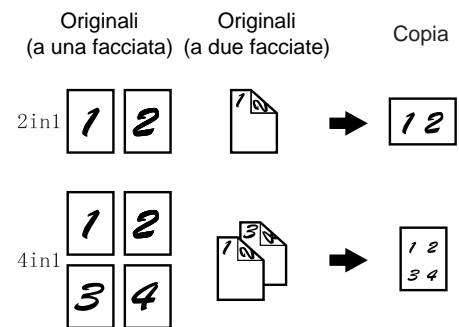 Originali
(a una facciata)
Originali
(a due facciate)
Copia
2in1
1 2
1 2
1 2
4in1
1 2
3 4
1 2 3 4
1 2
3 4